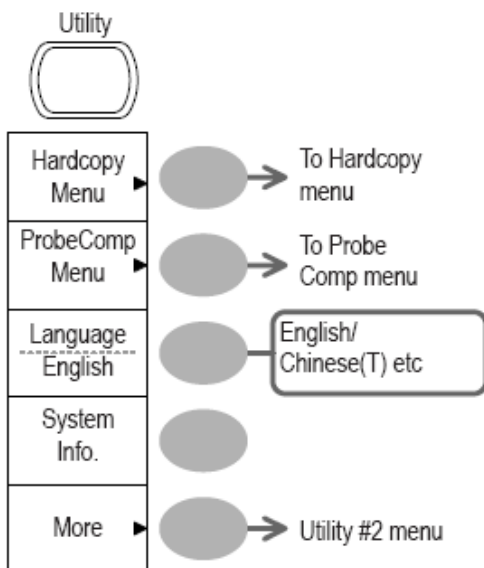 Utility
Hardcopy
Menu
To Hardcopy
menu
ProbeComp
Menu
To Probe
Comp menu
Language
English
English/
Chinese(T) etc
System
Info.
More
Utility #2 menu